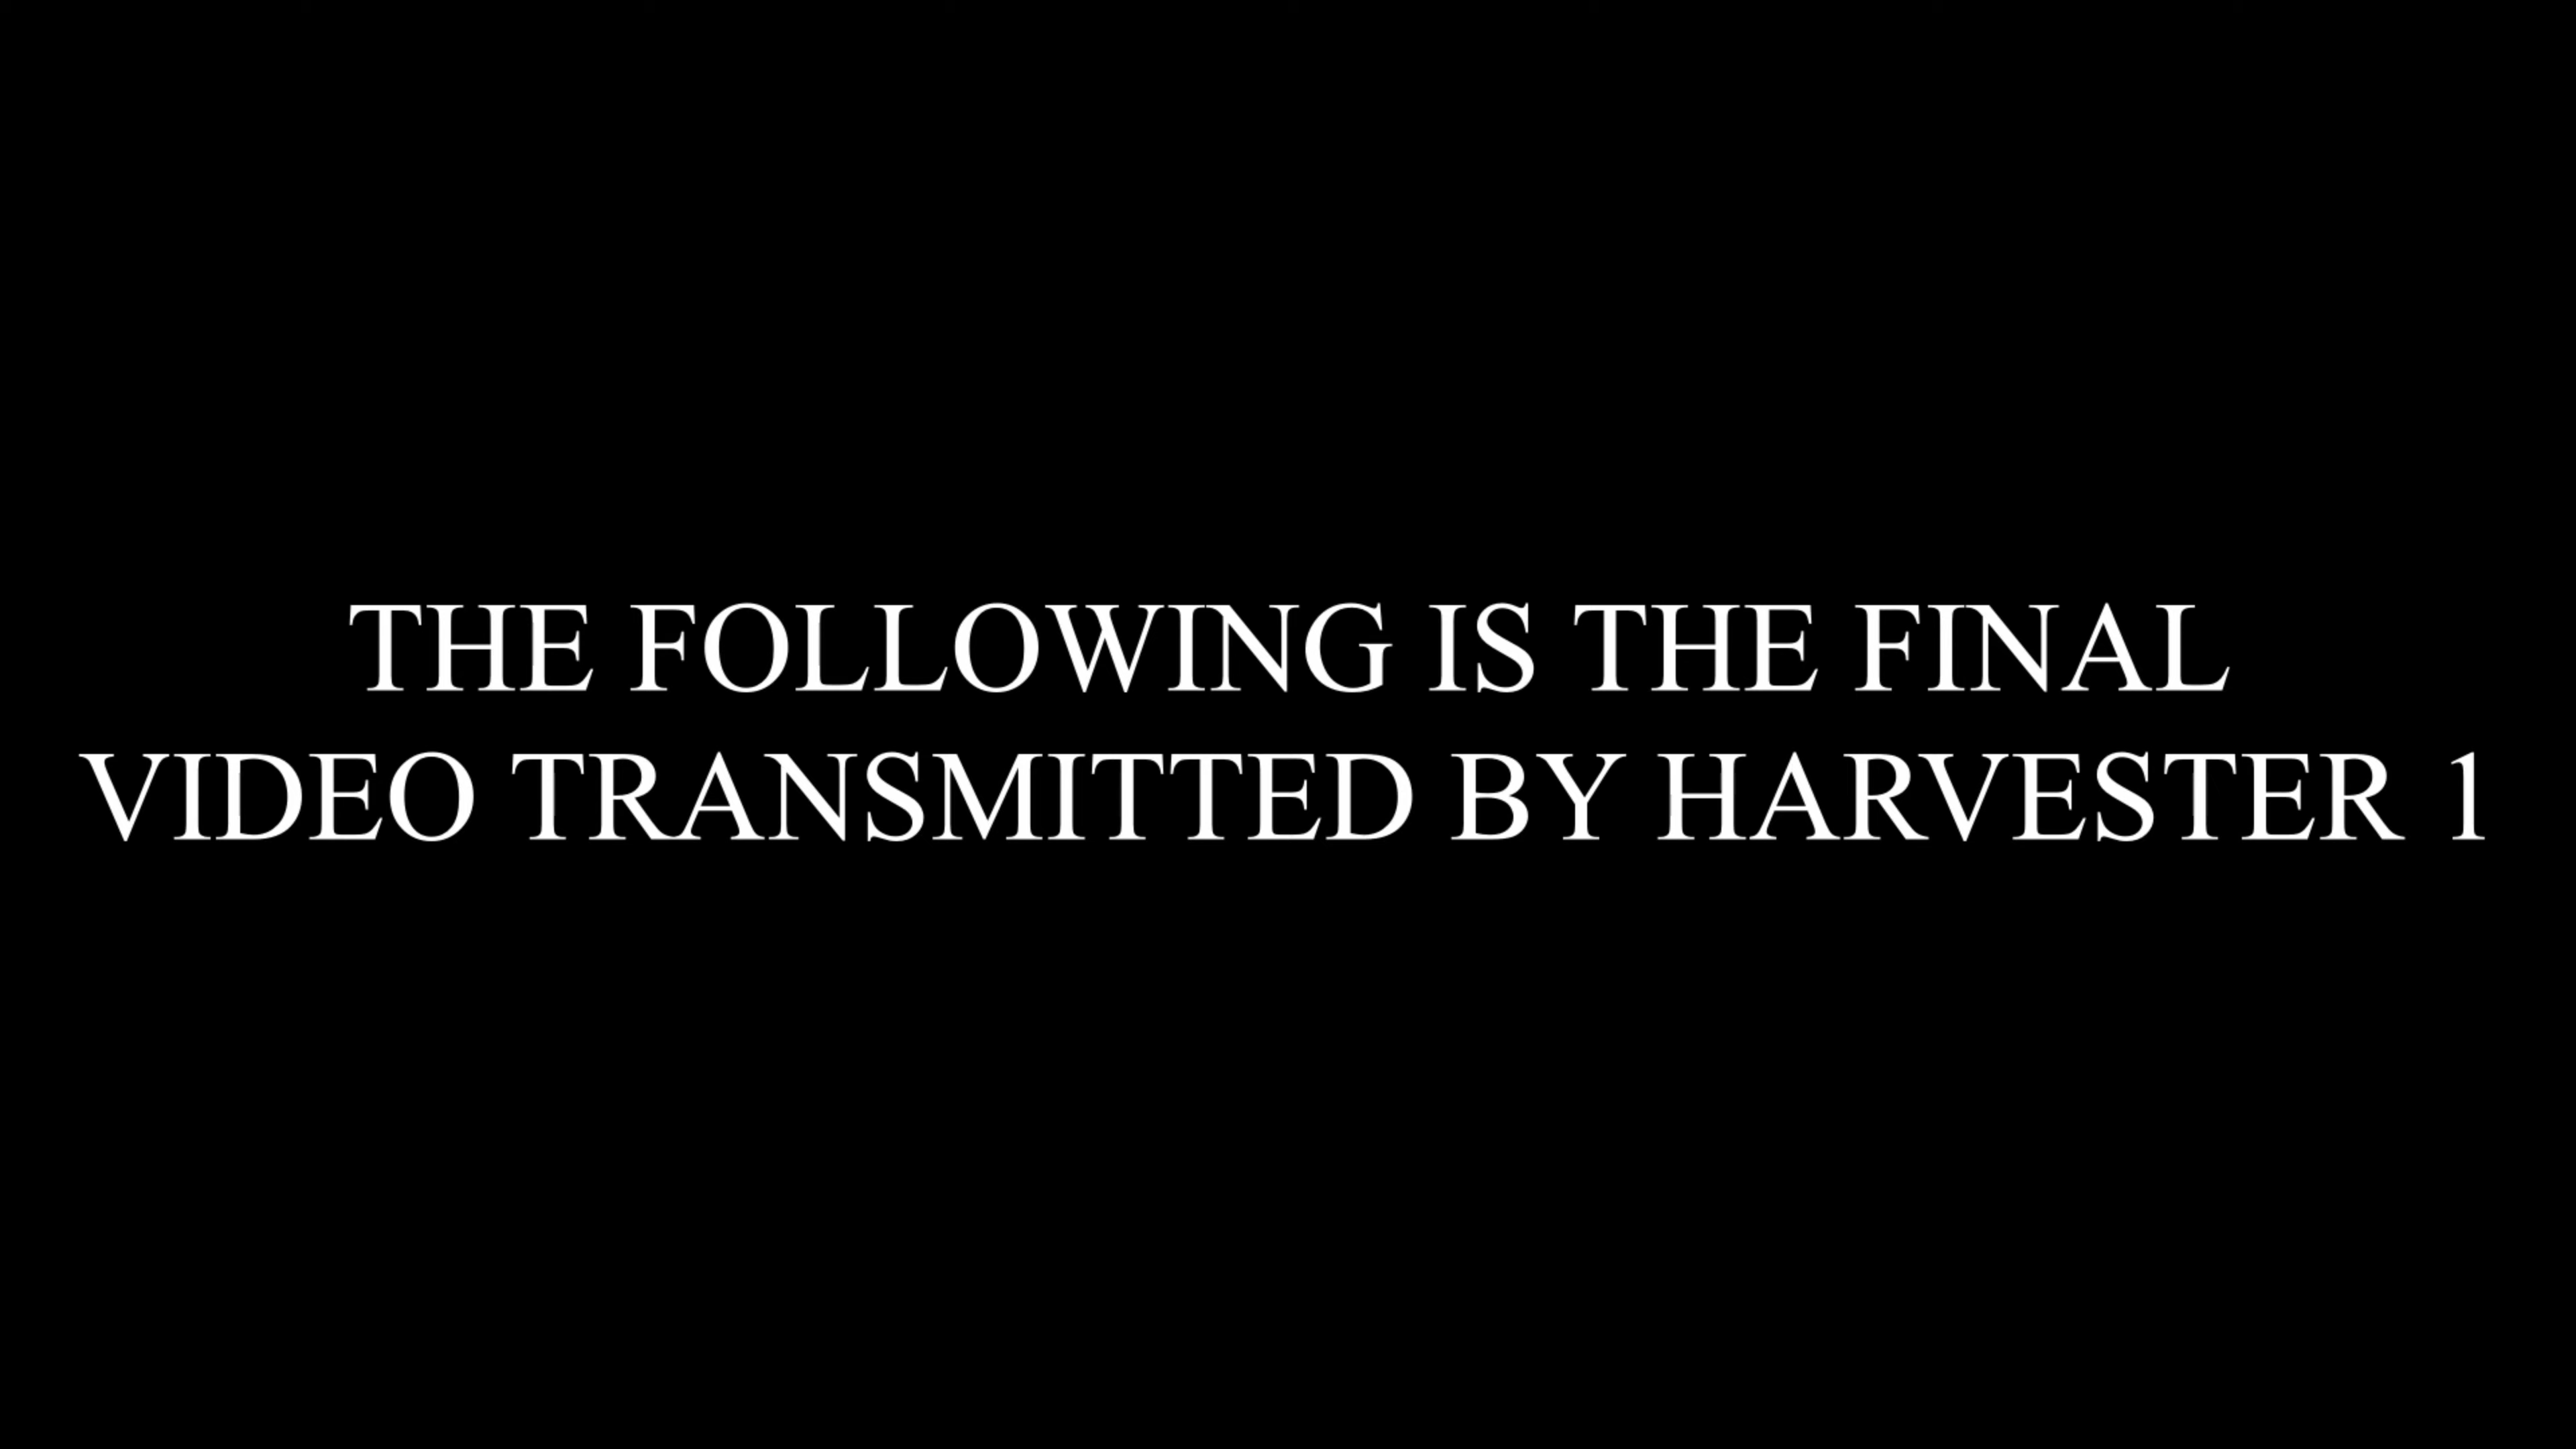 THE FOLLOWING IS THE FINAL
VIDEO TRANSMITTED BY HARVESTER 1